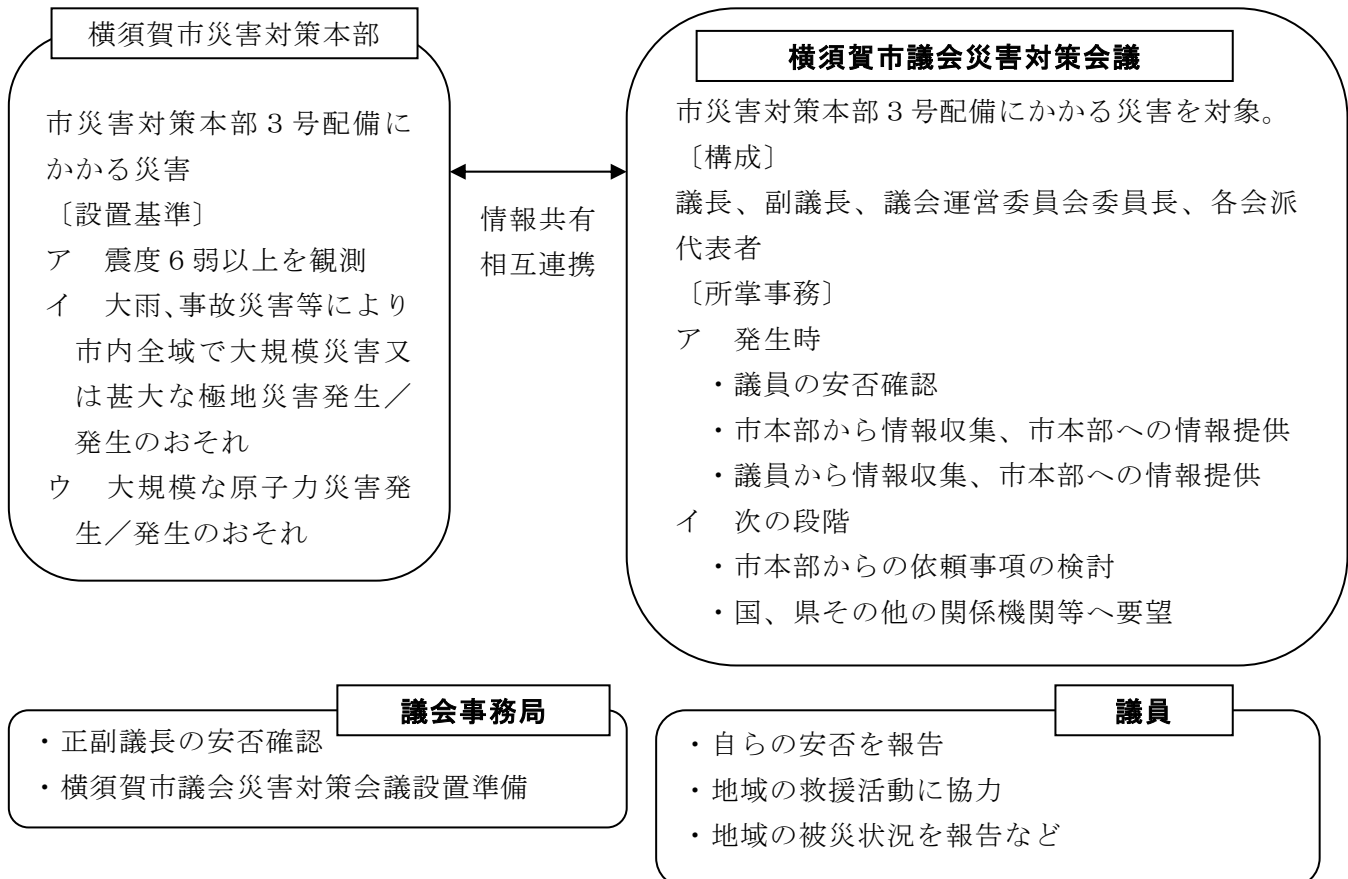 横須賀市災害対策本部
市災害対策本部3号配備に
かかる災害
〔設置基準〕
ア 震度6弱以上を観測
イ 大雨、事故災害等により
市内全域で大規模災害又
は甚大な極地災害発生/
発生のおそれ
ウ 大規模な原子力災害発
生/発生のおそれ
情報共有
相互連携
横須賀市議会災害対策会議
市災害対策本部3号配備にかかる災害を対象。
〔構成〕
議長、副議長、議会運営委員会委員長、各会派
代表者
〔所掌事務〕
ア 発生時
・議員の安否確認
・市本部から情報収集、市本部への情報提供
・議員から情報収集、市本部への情報提供
イ 次の段階
・市本部からの依頼事項の検討
・国、県その他の関係機関等へ要望
議会事務局
・正副議長の安否確認
・横須賀市議会災害対策会議設置準備
議員
・自らの安否を報告
・地域の救援活動に協力
・地域の被災状況を報告など